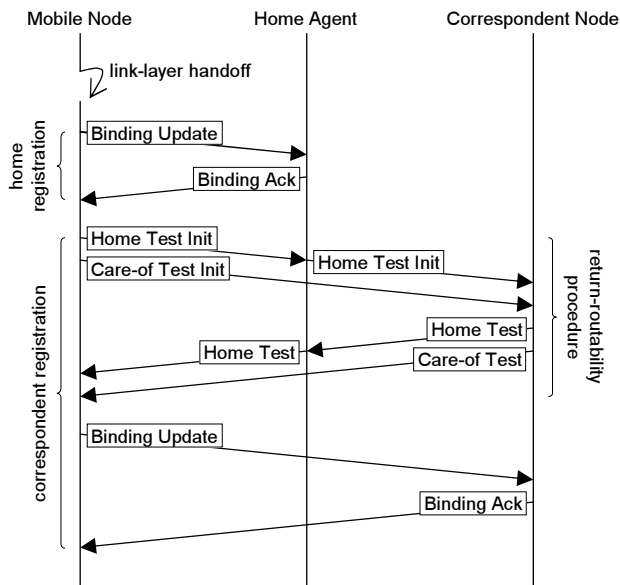 Mobile Node
Home Agent
Correspondent Node
link-layer handoff
home
registration
Binding Update
Binding Ack
correspondent registration
Home Test Init
Home Test Init
Care-of Test Init
return-routability
procedure
Home Test
Home Test
Care-of Test
Binding Update
Binding Ack